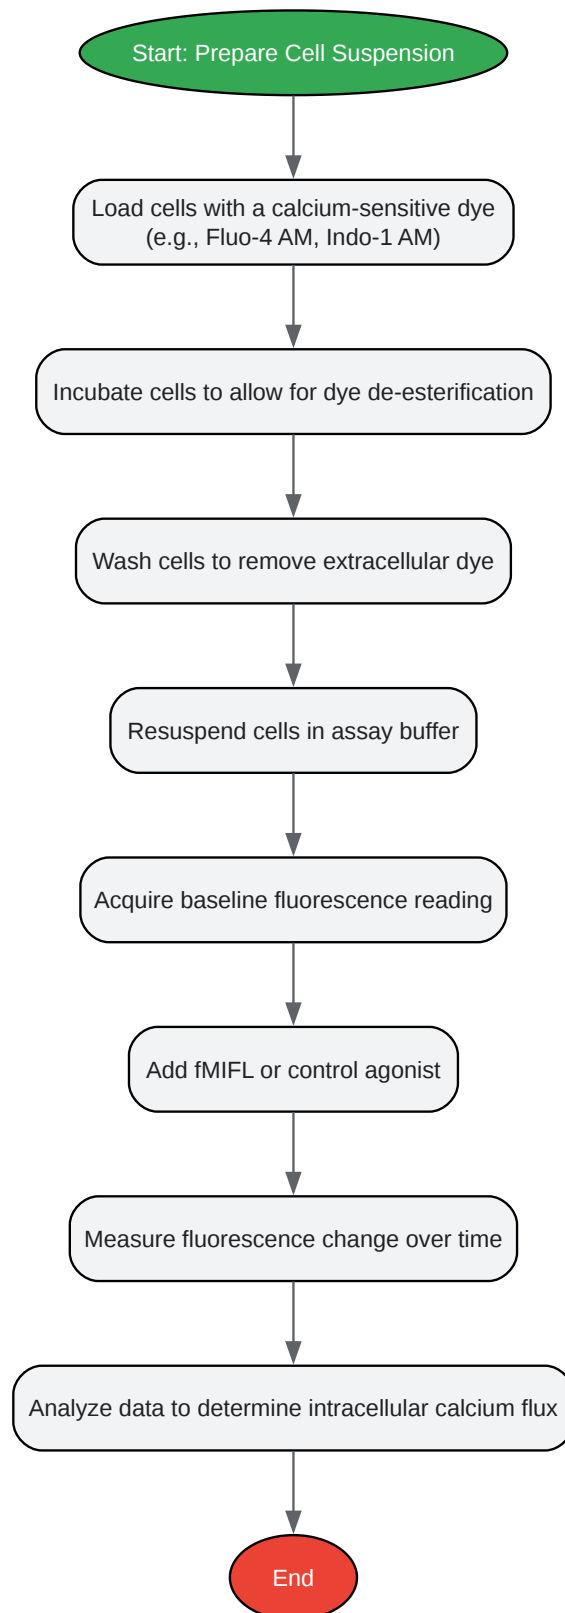 Start: Prepare Cell Suspension
Load cells with a calcium-sensitive dye
(e.g., Fluo-4 AM, Indo-1 AM)
Incubate cells to allow for dye de-esterification
Wash cells to remove extracellular dye
Resuspend cells in assay buffer
Acquire baseline fluorescence reading
Add fMIFL or control agonist
Measure fluorescence change over time
Analyze data to determine intracellular calcium flux
End